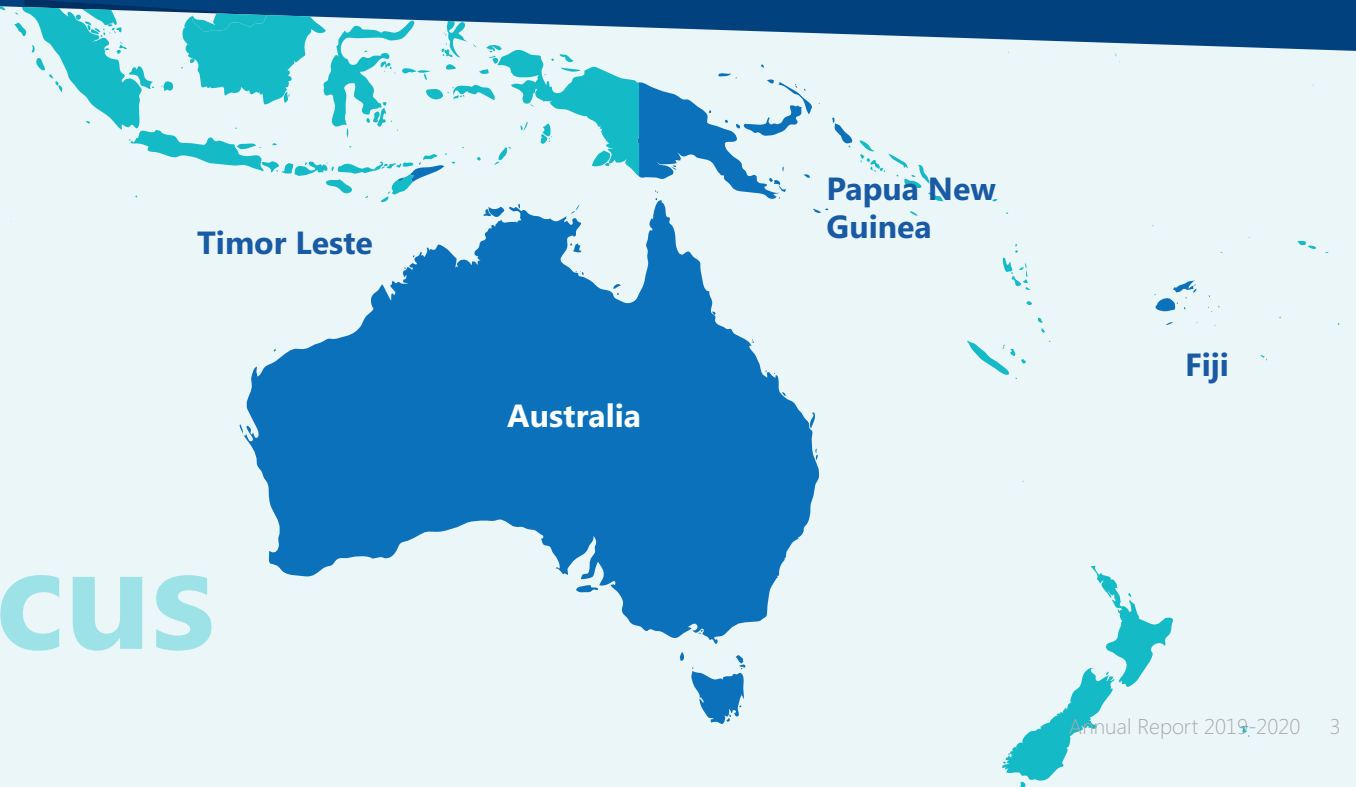 Papua New
Guinea
Timor Leste
Fiji
Australia
cus
Annual Report 2019-2020 3